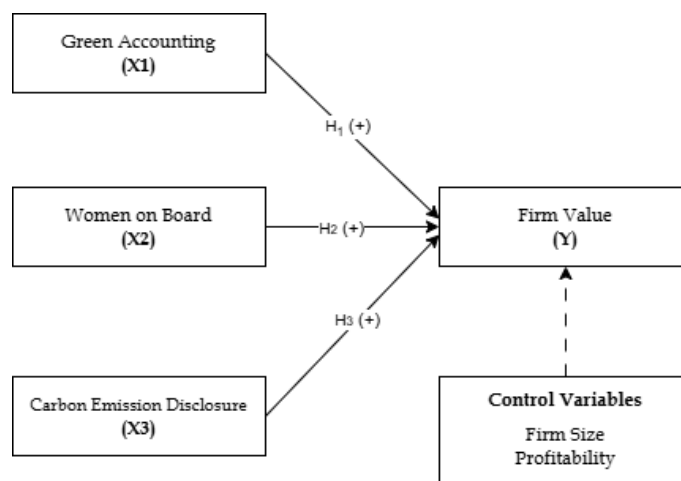 Green Accounting
(X1)
H1 (+)
Women on Board
(X2)
H2 (+)
Firm Value
(Y)
H3 (+)
Carbon Emission Disclosure
(X3)
Control Variables
Firm Size
Profitability